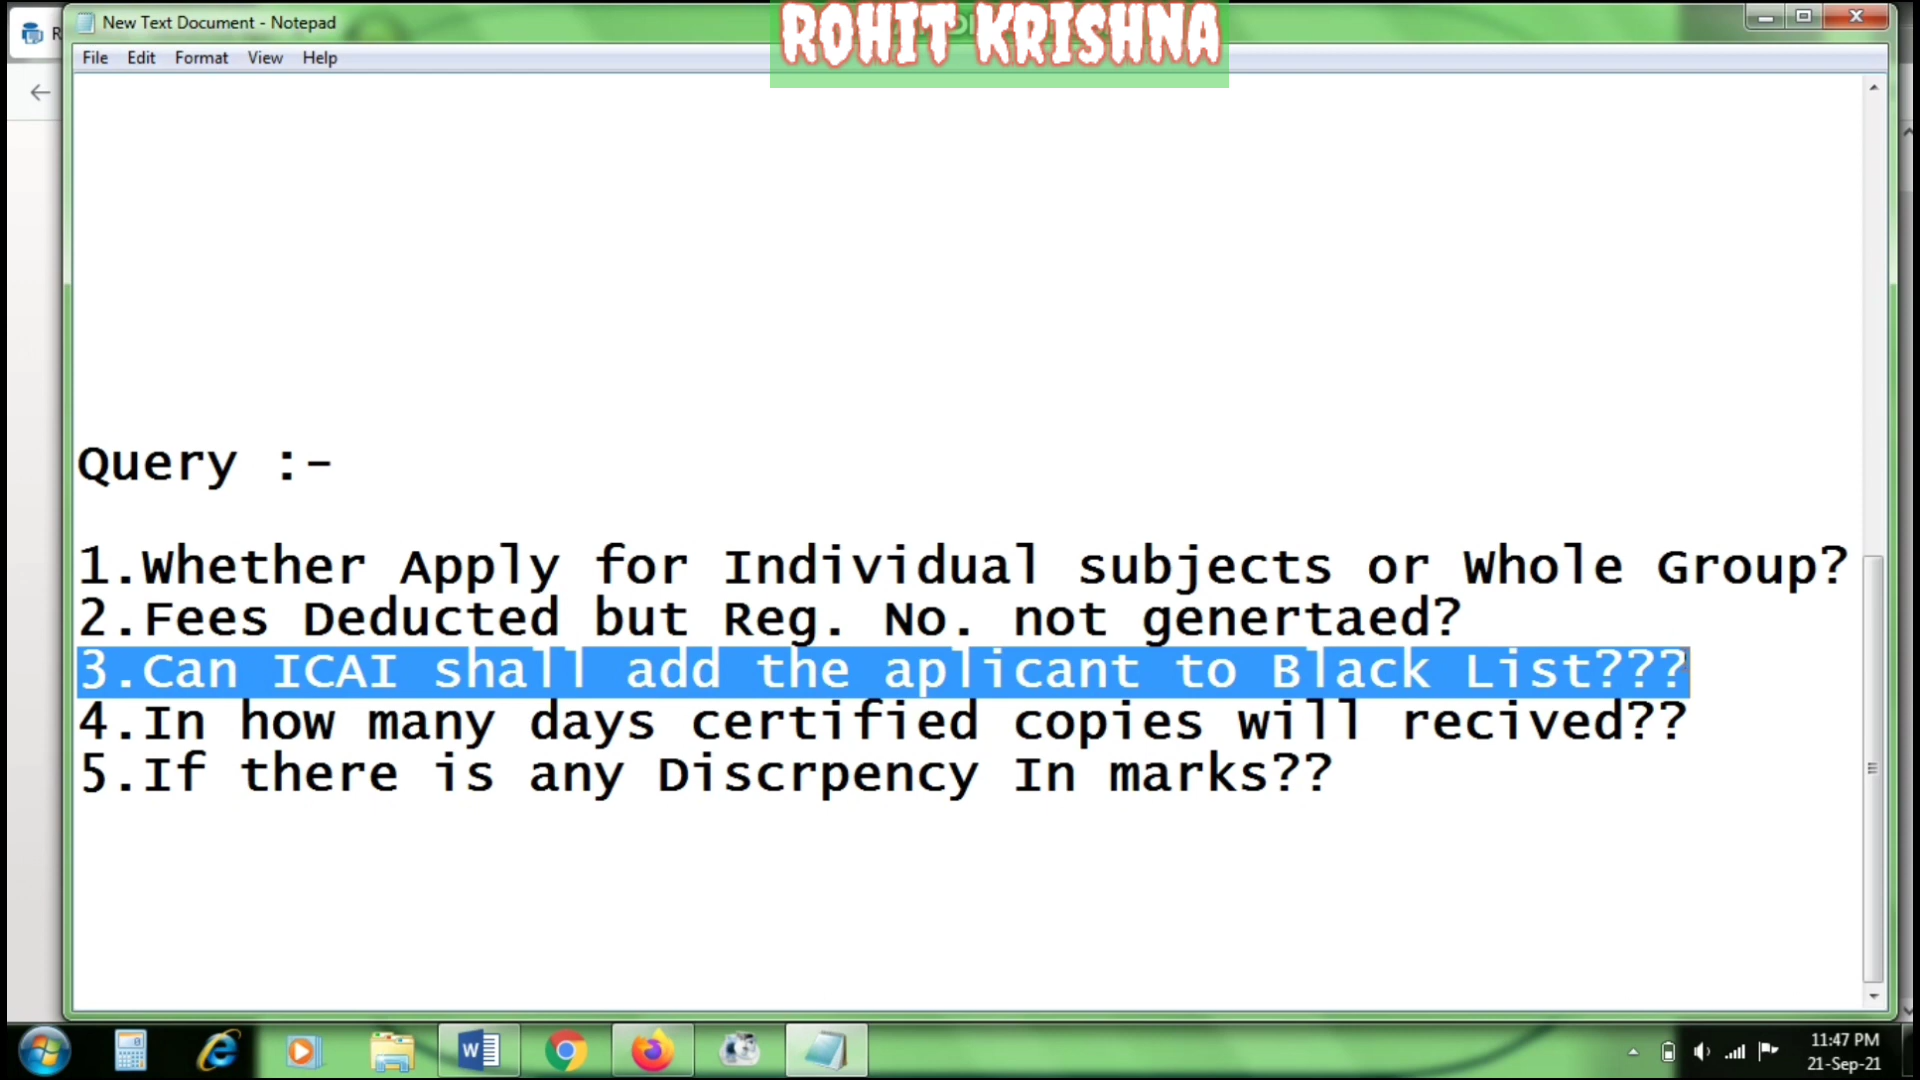 ROHIT KRISHNA
New Text Document - Notepad
File Edit Format View Help
Query :-
1.Whether Apply for Individual subjects or Whole Group?
2.Fees Deducted but Reg. No. not genertaed?
3.Can ICAI shall add the aplicant to Black List???
4.In how many days certified copies will recived??
5.If there is any Discrpency In marks??
11:47 PM
21-Sep-21